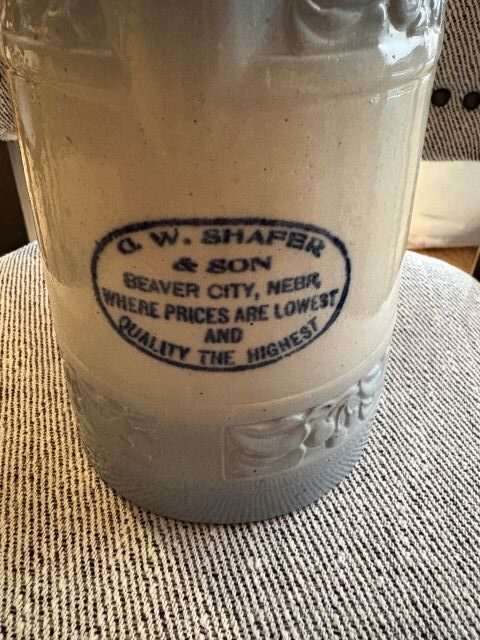 G. W. SHAFER
& SON
BEAVER CITY, NEBR.
WHERE PRICES ARE LOWEST
AND
QUALITY THE HIGHEST